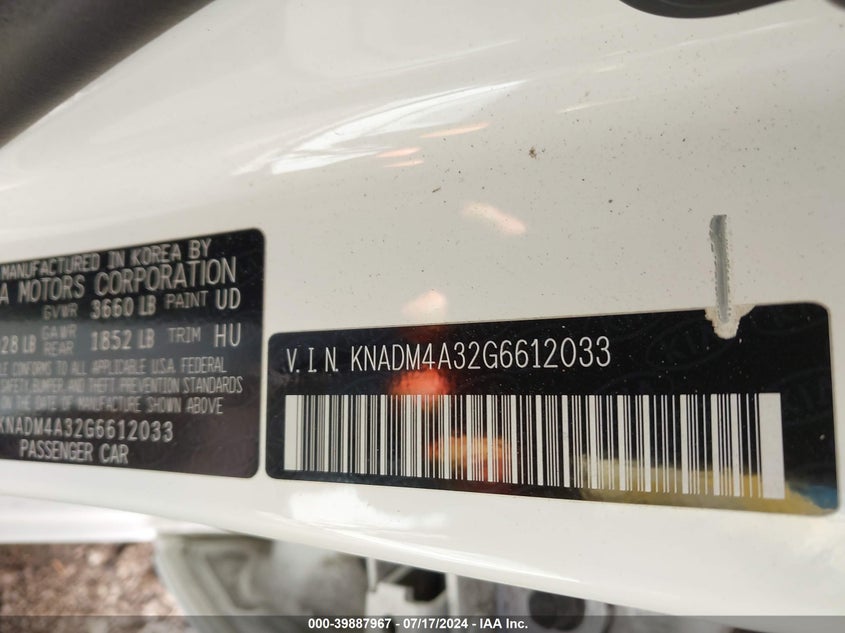 MANUFACTURED IN KOREA BY
A MOTORS CORPORATION
GVWR 3660 LB PAINT UD
28 LB GAWR REAR 1852 LB TRIM HU
LE CONFORMS TO ALL APPLICABLE U.S.A. FEDERAL
SAFETY, BUMPER, AND THEFT PREVENTION STANDARDS
ON THE DATE OF MANUFACTURE SHOWN ABOVE
KNADM4A32G6612033
PASSENGER CAR
V.I.N. KNADM4A32G6612033
000-39887967 - 07/17/2024 - IAA Inc.